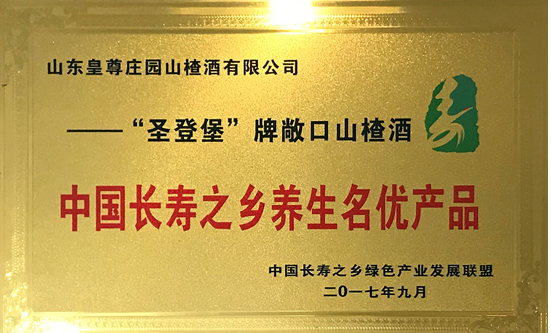 山东皇尊庄园山楂酒有限公司
——“圣登堡”牌敞口山楂酒
寿
中国长寿之乡养生名优产品
中国长寿之乡绿色产业发展联盟
二0一七年九月